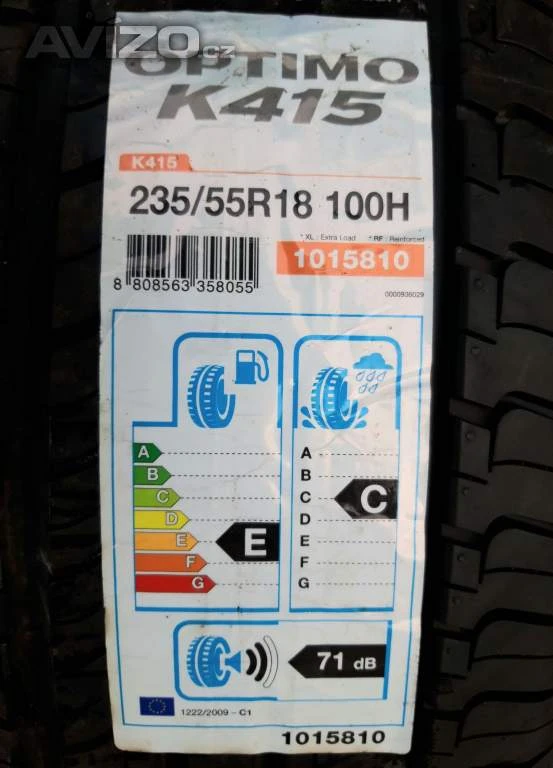 AVIZO.cz
OPTIMO
K415
K415
235/55R18 100H
* XL : Extra Load * RF : Reinforced
1015810
8 808563 358055
0000936029
A
B
C
D
E
F
G
E
A
B
C
D
E
F
G
C
71 dB
1222/2009 - C1
1015810